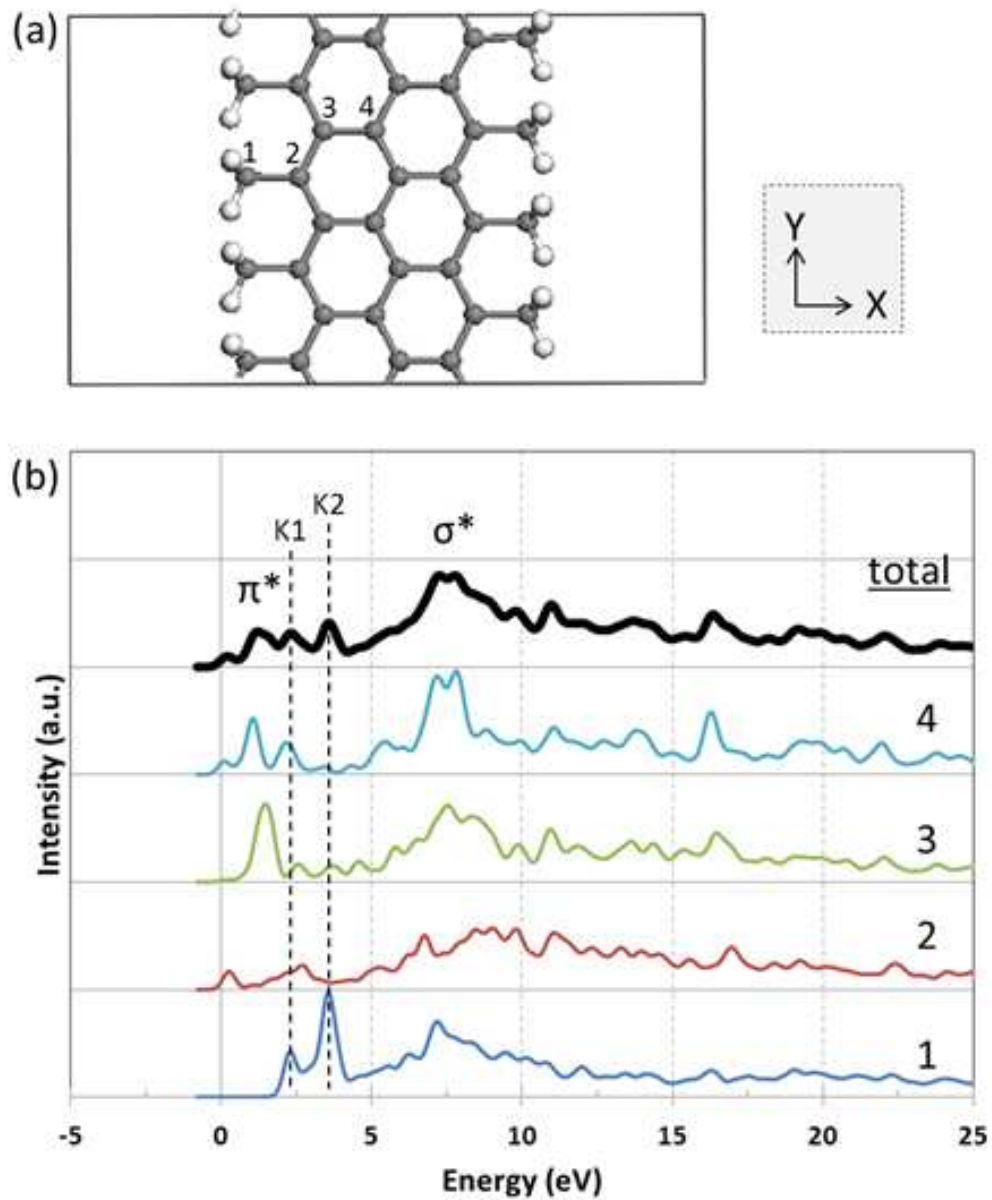 (a)
3 4
1 2
Y
X
(b)
K2
K1
σ*
π*
total
4
3
2
1
Intensity (a.u.)
-5 0 5 10 15 20 25
Energy (eV)